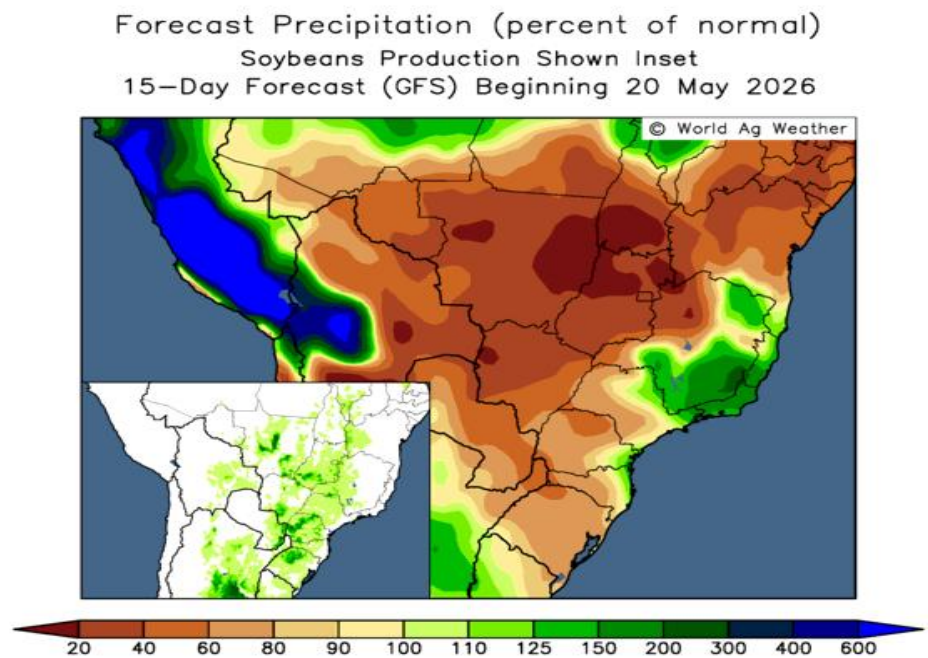 Forecast Precipitation (percent of normal)
Soybeans Production Shown Inset
15-Day Forecast (GFS) Beginning 20 May 2026
© World Ag Weather
20 40 60 80 90 100 110 125 150 200 300 400 600